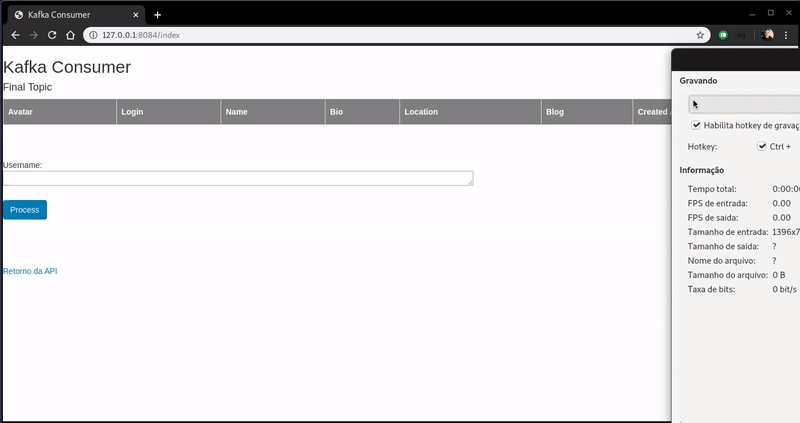 Kafka Consumer
127.0.0.1:8084/index
Kafka Consumer
Final Topic
Avatar Login Name Bio Location Blog Created
Username:
Process
Retorno da API
Gravando
Habilita hotkey de gravaç
Hotkey: Ctrl +
Informação
Tempo total: 0:00:0
FPS de entrada: 0.00
FPS de saída: 0.00
Tamanho de entrada: 1396x7
Tamanho de saída: ?
Nome do arquivo: ?
Tamanho do arquivo: 0 B
Taxa de bits: 0 bit/s